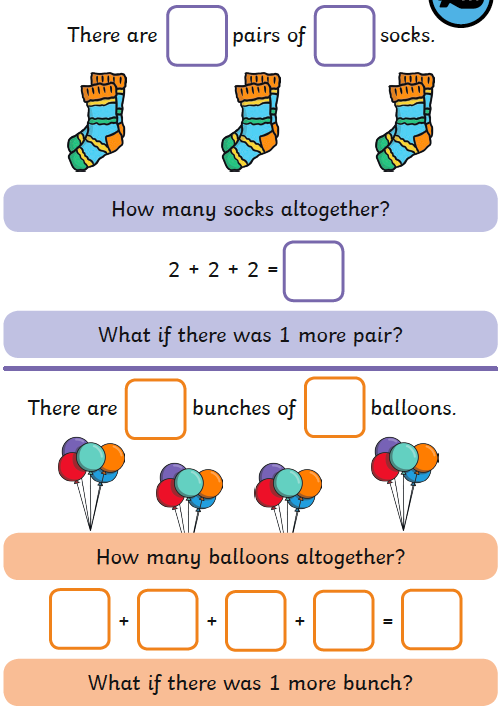 There are pairs of socks.
How many socks altogether?
2 + 2 + 2 =
What if there was 1 more pair?
There are bunches of balloons.
How many balloons altogether?
+ + + =
What if there was 1 more bunch?